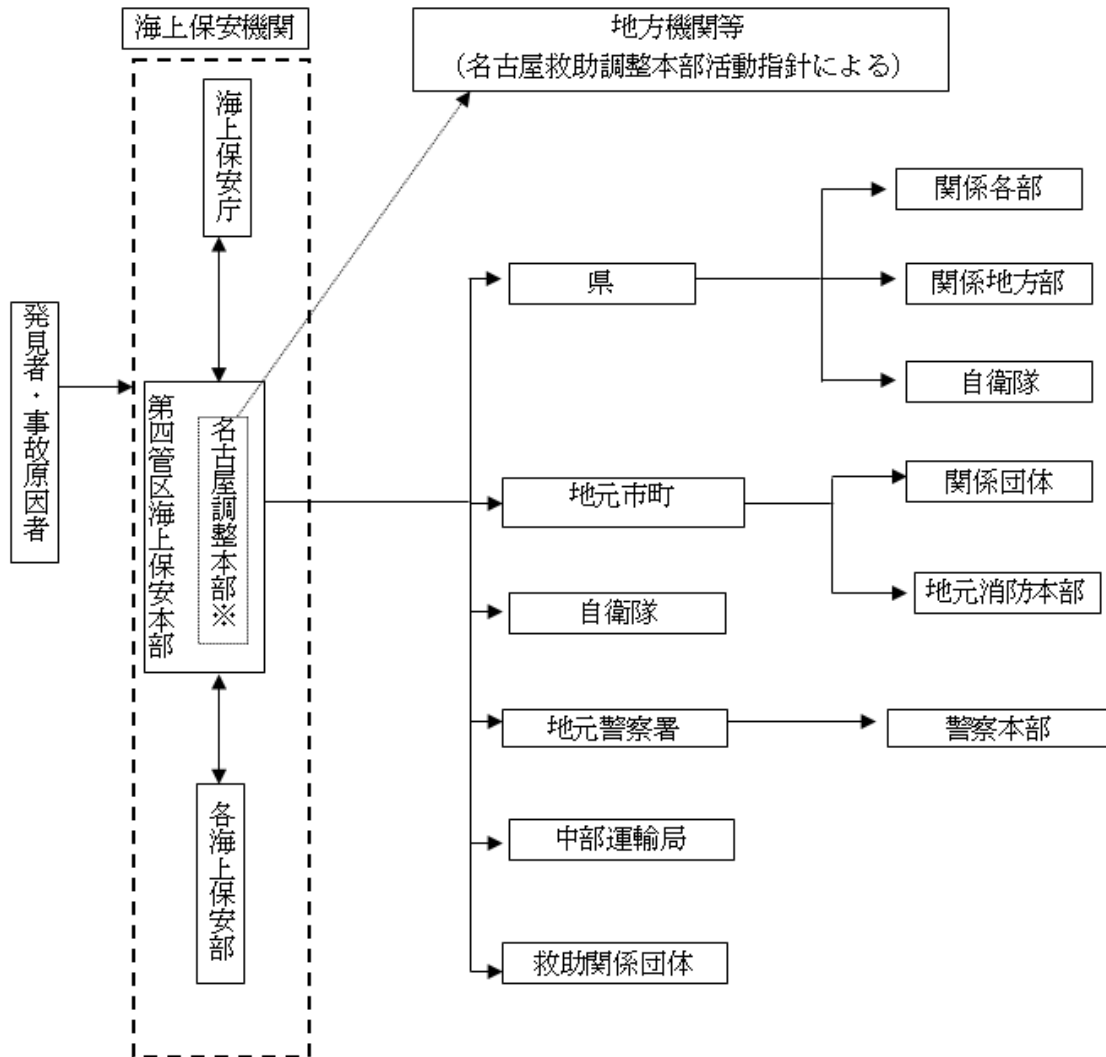 海上保安機関
地方機関等
（名古屋救助調整本部活動指針による）
海上保安庁
発見者・事故原因者
第四管区海上保安本部
名古屋調整本部※
各海上保安部
県
関係各部
関係地方部
自衛隊
地元市町
関係団体
地元消防本部
自衛隊
地元警察署
警察本部
中部運輸局
救助関係団体